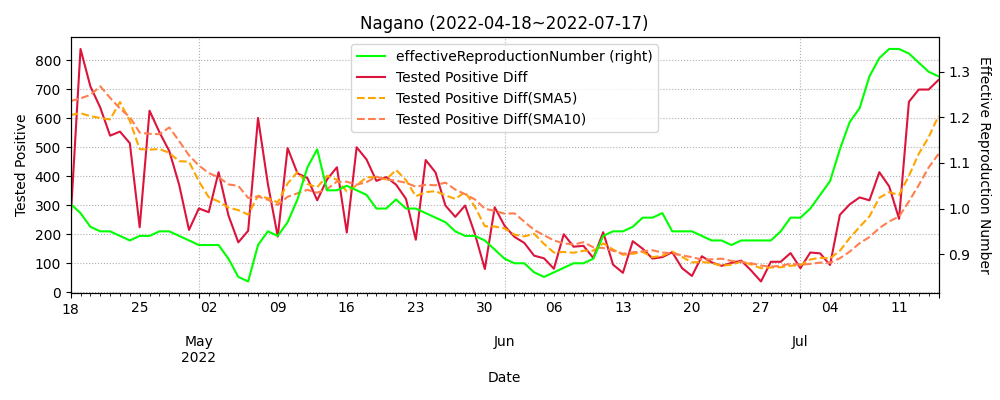 Nagano (2022-04-18~2022-07-17)
effectiveReproductionNumber (right)
Tested Positive Diff
Tested Positive Diff(SMA5)
Tested Positive Diff(SMA10)
Tested Positive
800
700
600
500
400
300
200
100
0
1.3
1.2
1.1
1.0
0.9
Effective Reproduction Number
18 25 02 09 16 23 30 06 13 20 27 04 11
May Jun Jul
2022
Date